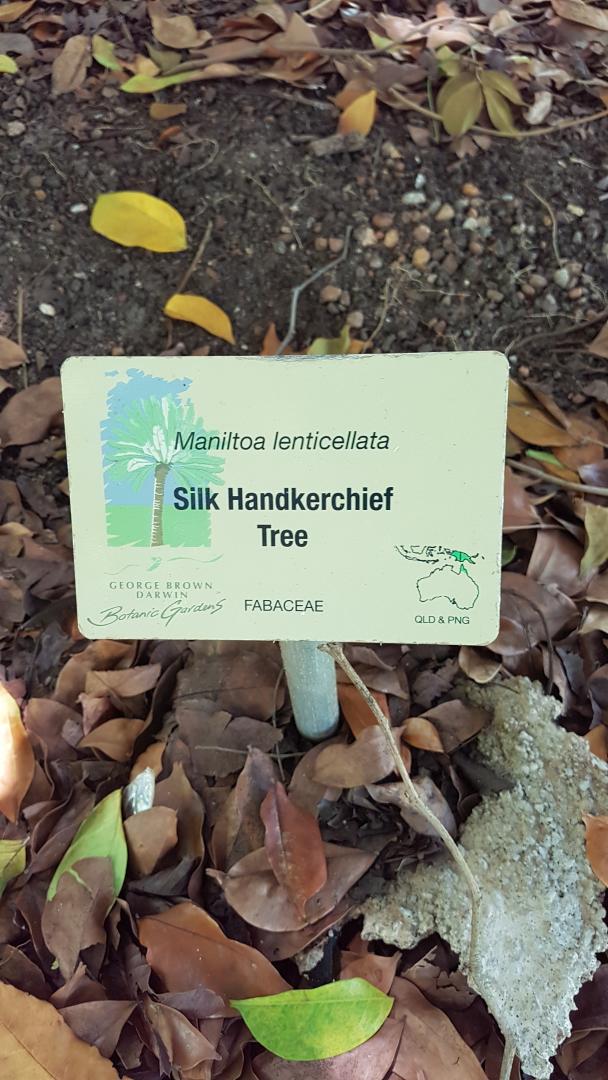 Maniltoa lenticellata
Silk Handkerchief
Tree
GEORGE BROWN
DARWIN
Botanic Gardens
FABACEAE
QLD & PNG